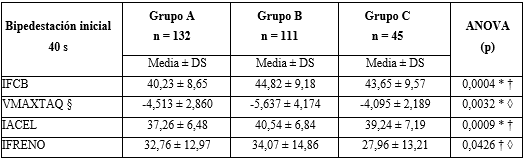 Bipedestación inicial
40 s
Grupo A
n = 132
Grupo B
n = 111
Grupo C
n = 45
ANOVA
(p)
Media ± DS Media ± DS Media ± DS
IFCB 40,23 ± 8,65 44,82 ± 9,18 43,65 ± 9,57 0,0004 * †
VMAXTAQ § -4,513 ± 2,860 -5,637 ± 4,174 -4,095 ± 2,189 0,0032 * ◊
IACEL 37,26 ± 6,48 40,54 ± 6,84 39,24 ± 7,19 0,0009 * †
IFRENO 32,76 ± 12,97 34,07 ± 14,86 27,96 ± 13,21 0,0426 † ◊